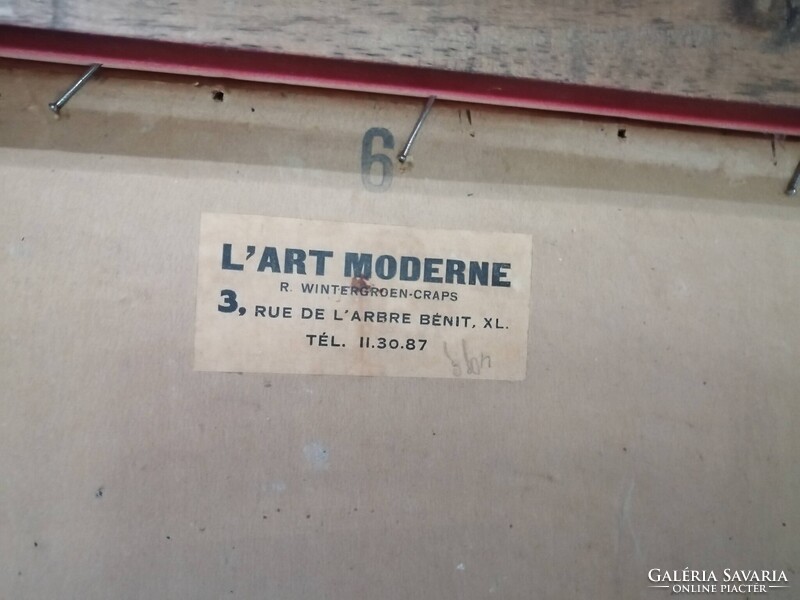 6
L'ART MODERNE
R. WINTERGROEN-CRAPS
3, RUE DE L'ARBRE BÉNIT, XL.
TÉL. 11.30.87
GALÉRIA SAVARIA
ONLINE PIACTÉR